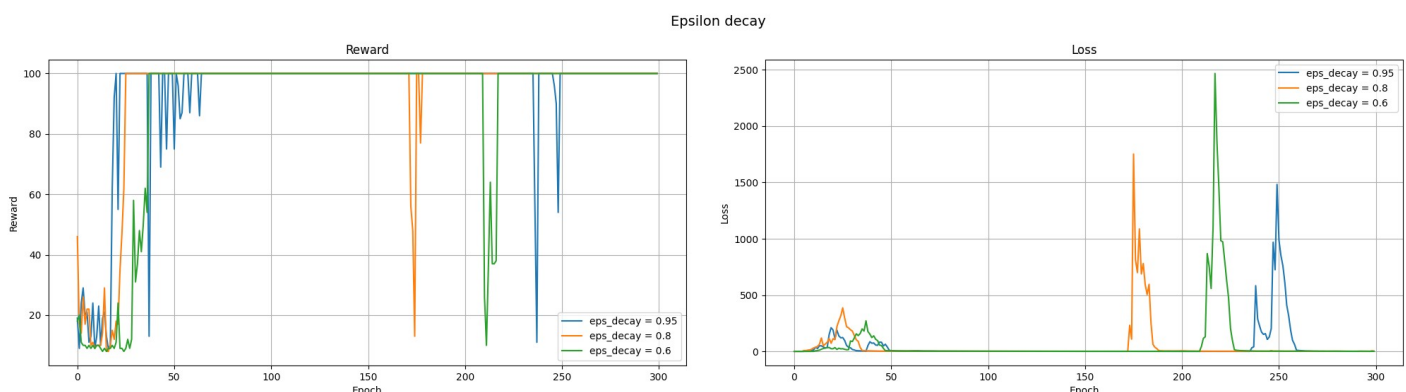 Epsilon decay
Reward
Reward
100
80
60
40
20
eps_decay = 0.95
eps_decay = 0.8
eps_decay = 0.6
0 50 100 150 200 250 300
Epoch
Loss
Loss
2500
2000
1500
1000
500
0
eps_decay = 0.95
eps_decay = 0.8
eps_decay = 0.6
0 50 100 150 200 250 300
Epoch